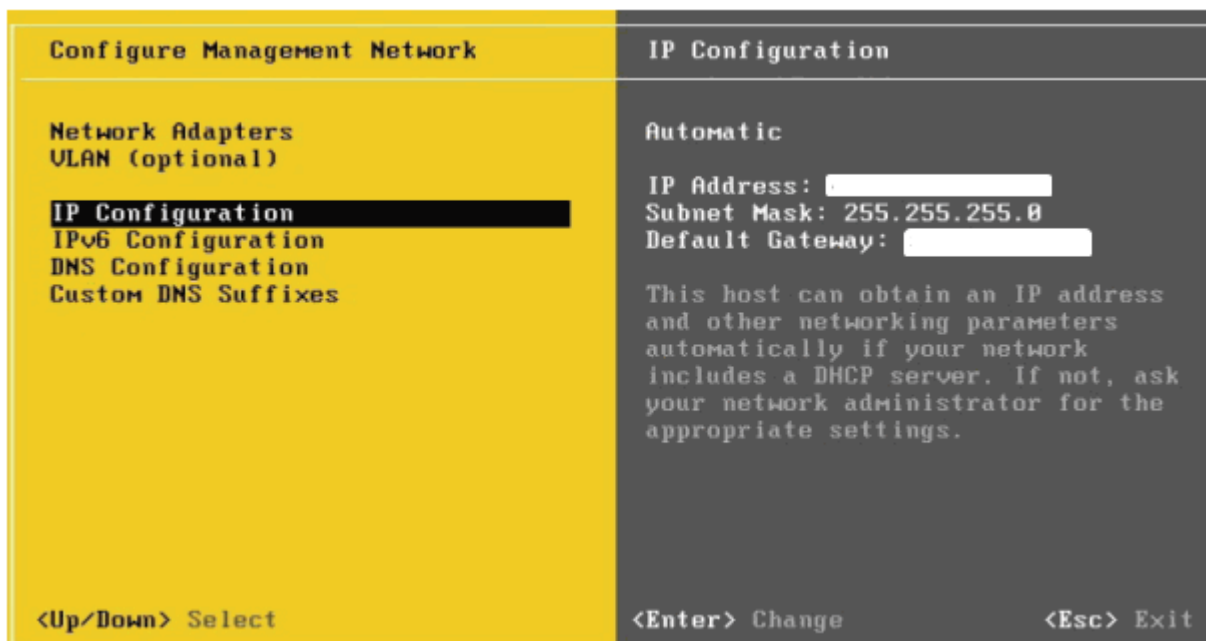 Configure Management Network
Network Adapters
VLAN (optional)
IP Configuration
IPv6 Configuration
DNS Configuration
Custom DNS Suffixes
<Up/Down> Select
IP Configuration
Automatic
IP Address:
Subnet Mask: 255.255.255.0
Default Gateway:
This host can obtain an IP address
and other networking parameters
automatically if your network
includes a DHCP server. If not, ask
your network administrator for the
appropriate settings.
<Enter> Change
<Esc> Exit